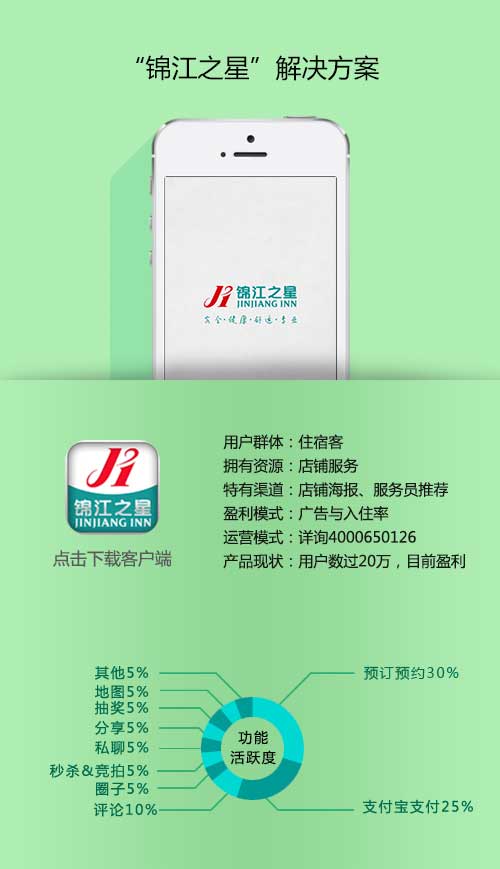 “锦江之星”解决方案
锦江之星
JINJIANG INN
安全·健康·舒适·专业
锦江之星
JINJIANG INN
点击下载客户端
用户群体：住宿客
拥有资源：店铺服务
特有渠道：店铺海报、服务员推荐
盈利模式：广告与入住率
运营模式：详询4000650126
产品现状：用户数过20万，目前盈利
其他5%
地图5%
抽奖5%
分享5%
私聊5%
秒杀&竞拍5%
圈子5%
评论10%
功能
活跃度
预订预约30%
支付宝支付25%